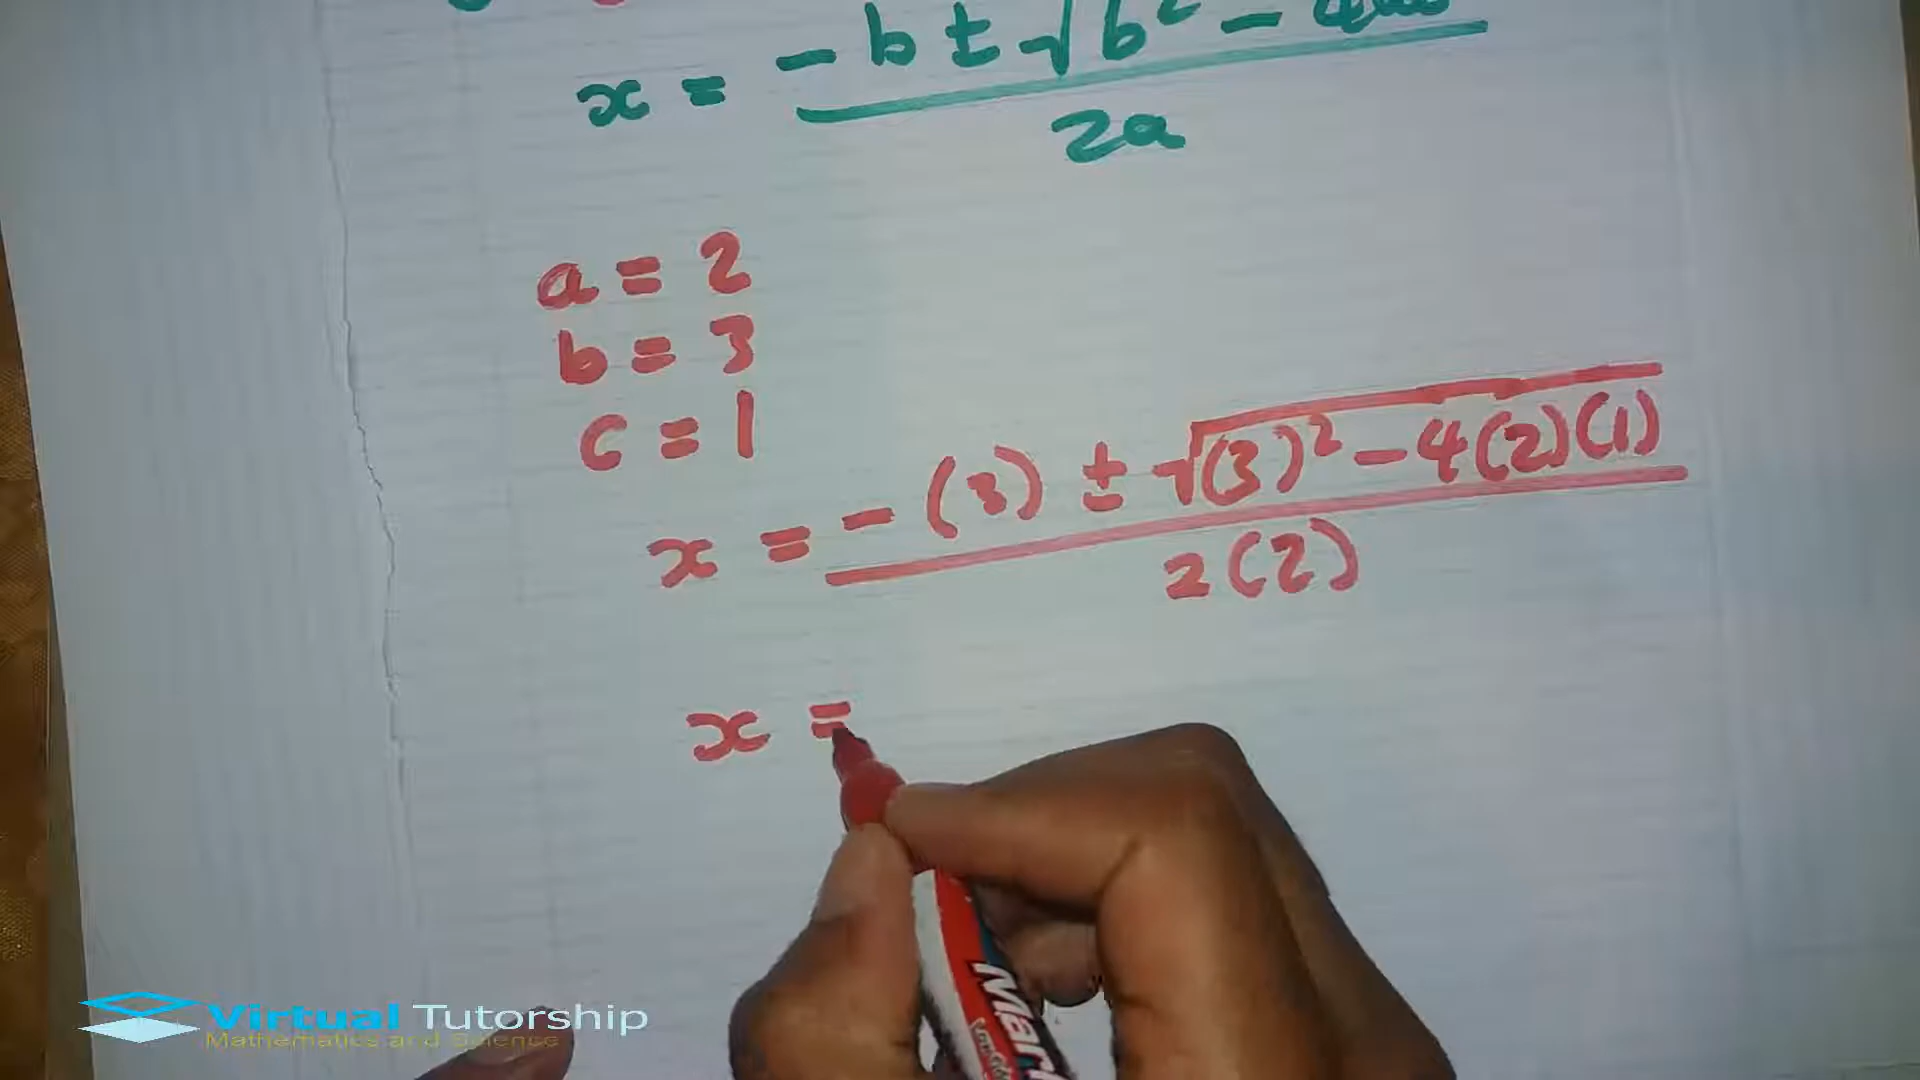 x = -b ± √b² - 4ac / 2a
a = 2
b = 3
c = 1
x = -(3) ± √(3)² - 4(2)(1) / 2(2)
x =
Mar
Virtual Tutorship
Mathematics and Science